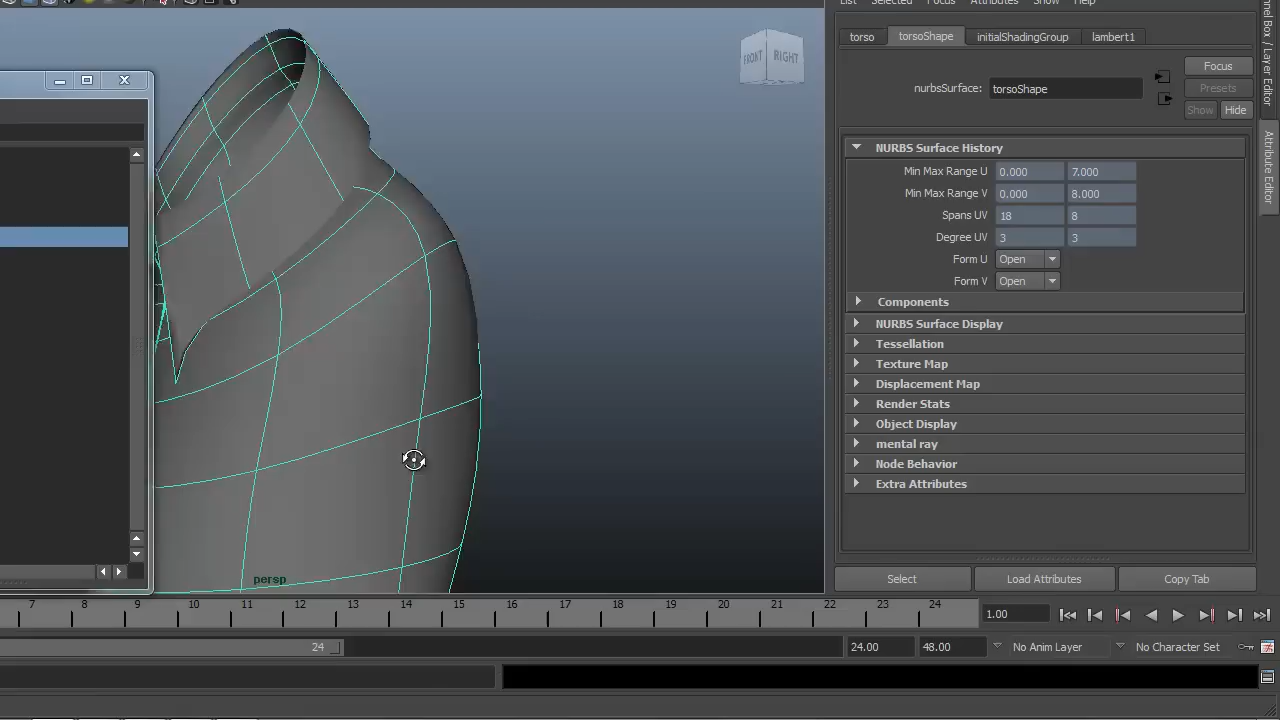 List Selected Focus Attributes Show Help
torso torsoShape initialShadingGroup lambert1
FRONT RIGHT
Focus
nurbsSurface: torsoShape
Presets
Show Hide
NURBS Surface History
Min Max Range U 0.000 7.000
Min Max Range V 0.000 8.000
Spans UV 18 8
Degree UV 3 3
Form U Open
Form V Open
Components
NURBS Surface Display
Tessellation
Texture Map
Displacement Map
Render Stats
Object Display
mental ray
Node Behavior
Extra Attributes
Select Load Attributes Copy Tab
Channel Box / Layer Editor
Attribute Editor
persp
7 8 9 10 11 12 13 14 15 16 17 18 19 20 21 22 23 24
1.00
24 24.00 48.00 No Anim Layer No Character Set